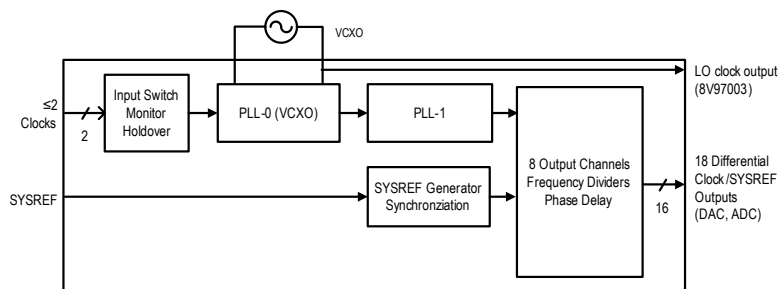 VCXO
LO clock output
(8V97003)
≤2
Clocks
2
Input Switch
Monitor
Holdover
PLL-0 (VCXO)
PLL-1
8 Output Channels
Frequency Dividers
Phase Delay
16
18 Differential
Clock/SYSREF
Outputs
(DAC, ADC)
SYSREF
SYSREF Generator
Synchronziation